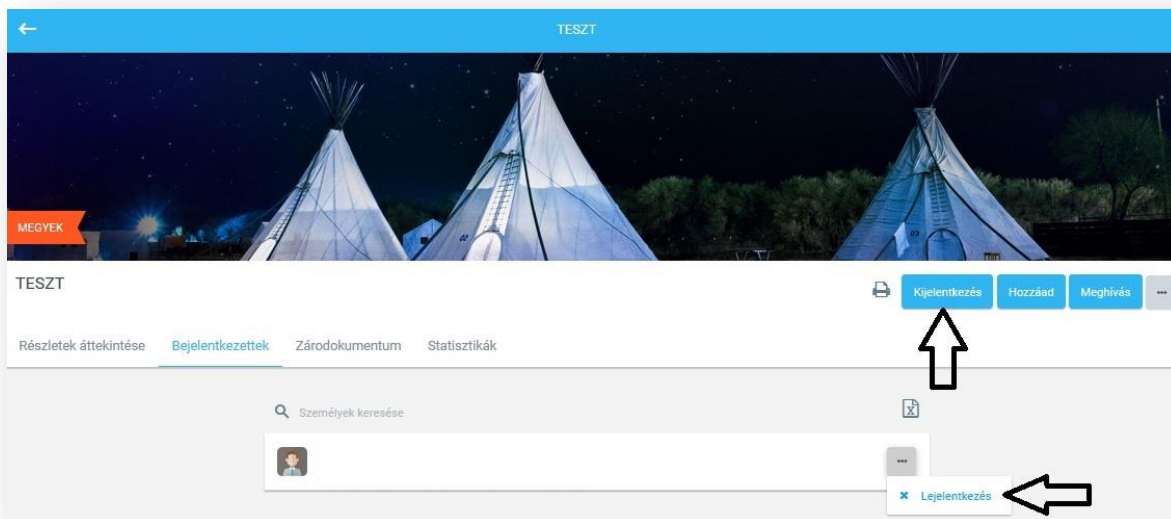 TESZT
MEGYEK
TESZT
Kijelentkezés
Hozzáad
Meghívás
Részletek áttekintése
Bejelentkezettek
Zárodokumentum
Statisztikák
Személyek keresése
Lejelentkezés